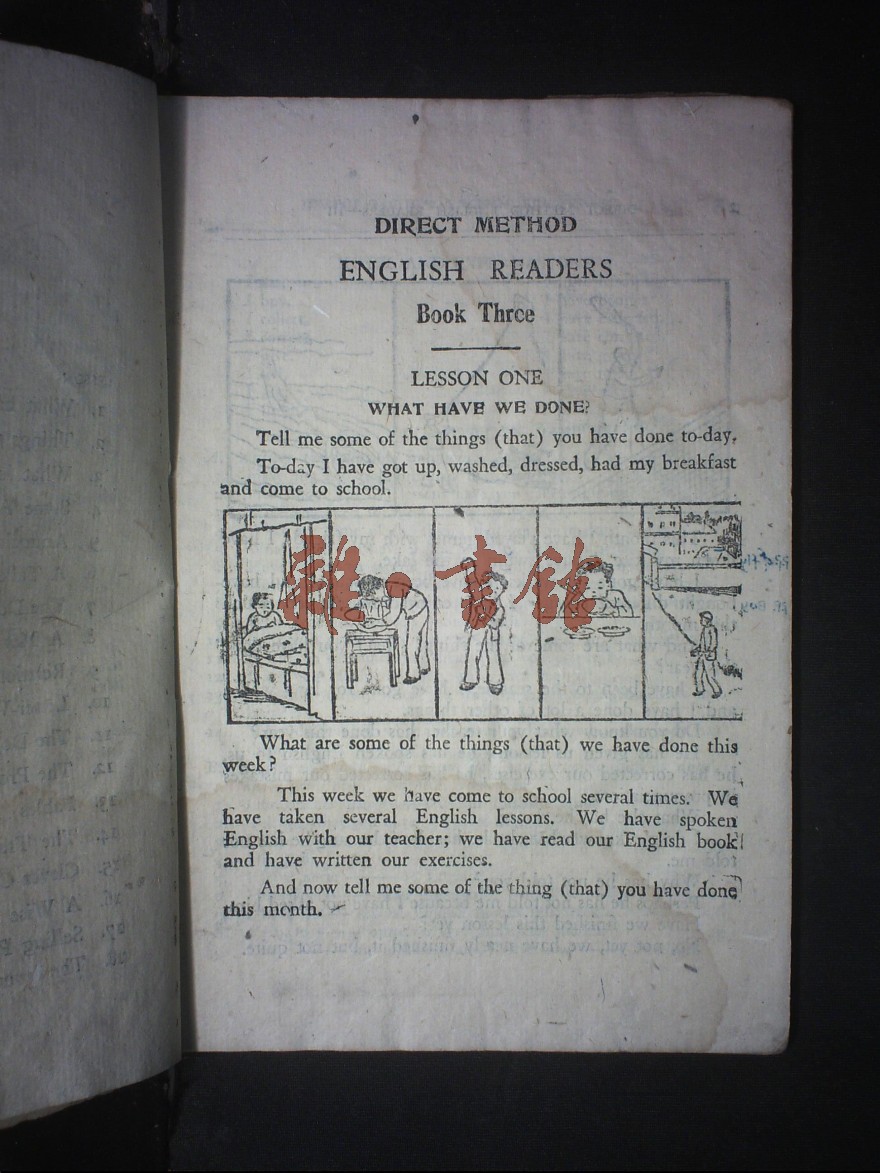 DIRECT METHOD
ENGLISH READERS
Book Three
LESSON ONE
WHAT HAVE WE DONE?
Tell me some of the things (that) you have done to-day.
To-day I have got up, washed, dressed, had my breakfast
and come to school.
雜·書館
What are some of the things (that) we have done this
week?
This week we have come to school several times. We
have taken several English lessons. We have spoken
English with our teacher; we have read our English book
and have written our exercises.
And now tell me some of the thing (that) you have done
this month.